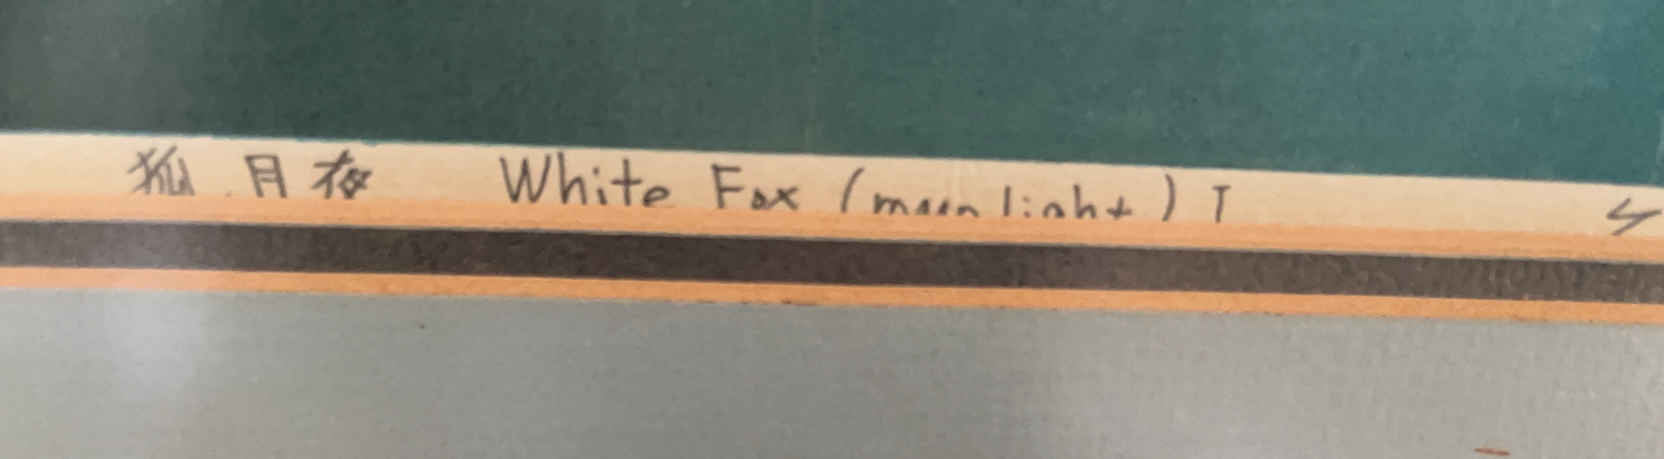 狐 . 月夜 White Fox (moonlight) I